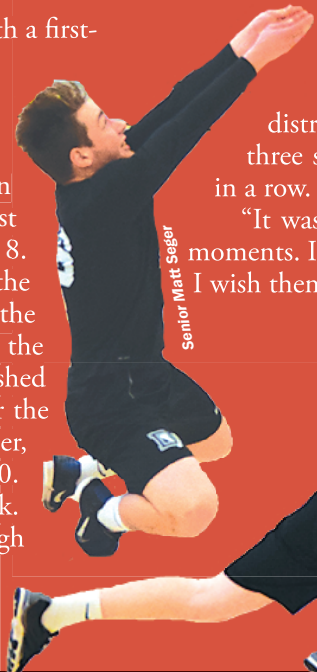 th a first-
n
st
8.
the
the
the
shed
r the
er,
0.
k.
gh
Senior Matt Seger
distr
three s
in a row.
“It was
moments. I
I wish then